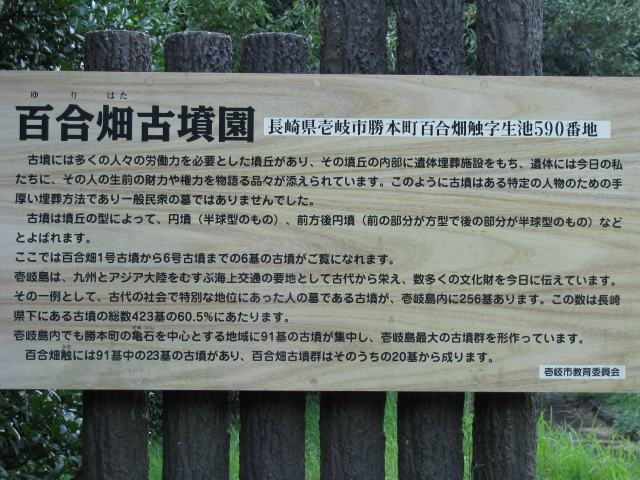 ゆり はた
百合畑古墳園 長崎県壱岐市勝本町百合畑触字生池590番地
古墳には多くの人々の労働力を必要とした墳丘があり、その墳丘の内部に遺体埋葬施設をもち、遺体には今日の私
たちに、その人の生前の財力や権力を物語る品々が添えられています。このように古墳はある特定の人物のための手
厚い埋葬方法であり一般民衆の墓ではありませんでした。
古墳は墳丘の型によって、円墳（半球型のもの）、前方後円墳（前の部分が方型で後の部分が半球型のもの）など
とよばれます。
ここでは百合畑1号古墳から6号古墳までの6基の古墳がご覧になれます。
壱岐島は、九州とアジア大陸をむすぶ海上交通の要地として古代から栄え、数多くの文化財を今日に伝えています。
その一例として、古代の社会で特別な地位にあった人の墓である古墳が、壱岐島内に256基あります。この数は長崎
県下にある古墳の総数423基の60.5%にあたります。
壱岐島内でも勝本町の亀石を中心とする地域に91基の古墳が集中し、壱岐島最大の古墳群を形作っています。
百合畑触には91基中の23基の古墳があり、百合畑古墳群はそのうちの20基から成ります。
壱岐市教育委員会